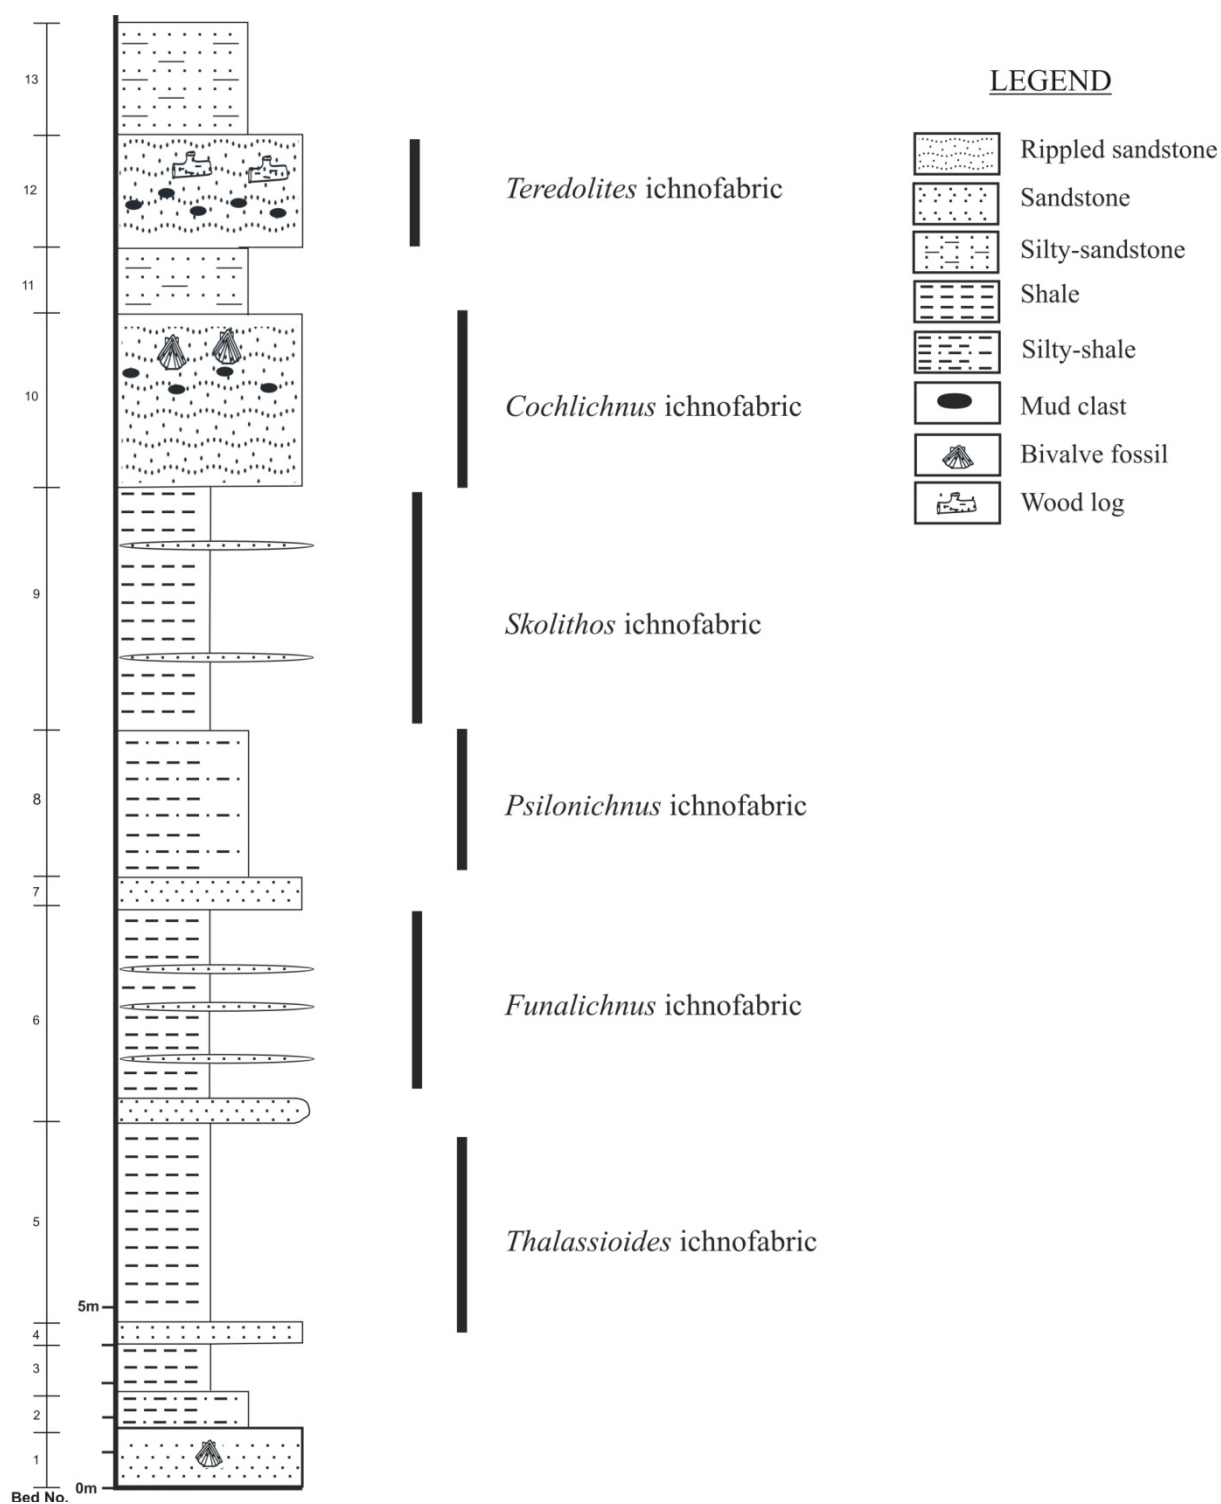 LEGEND
Rippled sandstone
Sandstone
Silty-sandstone
Shale
Silty-shale
Mud clast
Bivalve fossil
Wood log
13
12
Teredolites ichnofabric
11
10
Cochlichnus ichnofabric
9
Skolithos ichnofabric
8
Psilonichnus ichnofabric
7
6
Funalichnus ichnofabric
5
Thalassioides ichnofabric
5m
4
3
2
1
0m
Bed No.